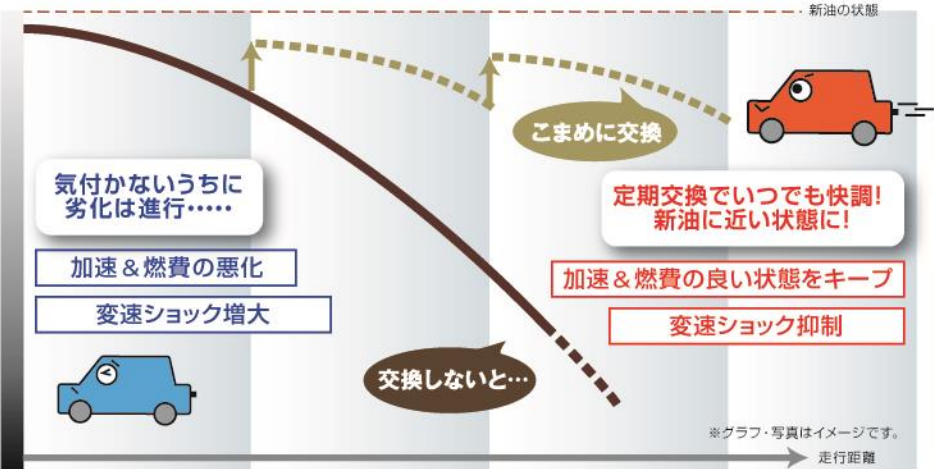 新油の状態
こまめに交換
気付かないうちに
劣化は進行……
加速＆燃費の悪化
変速ショック増大
定期交換でいつでも快調!
新油に近い状態に!
加速＆燃費の良い状態をキープ
変速ショック抑制
交換しないと…
※グラフ・写真はイメージです。
走行距離